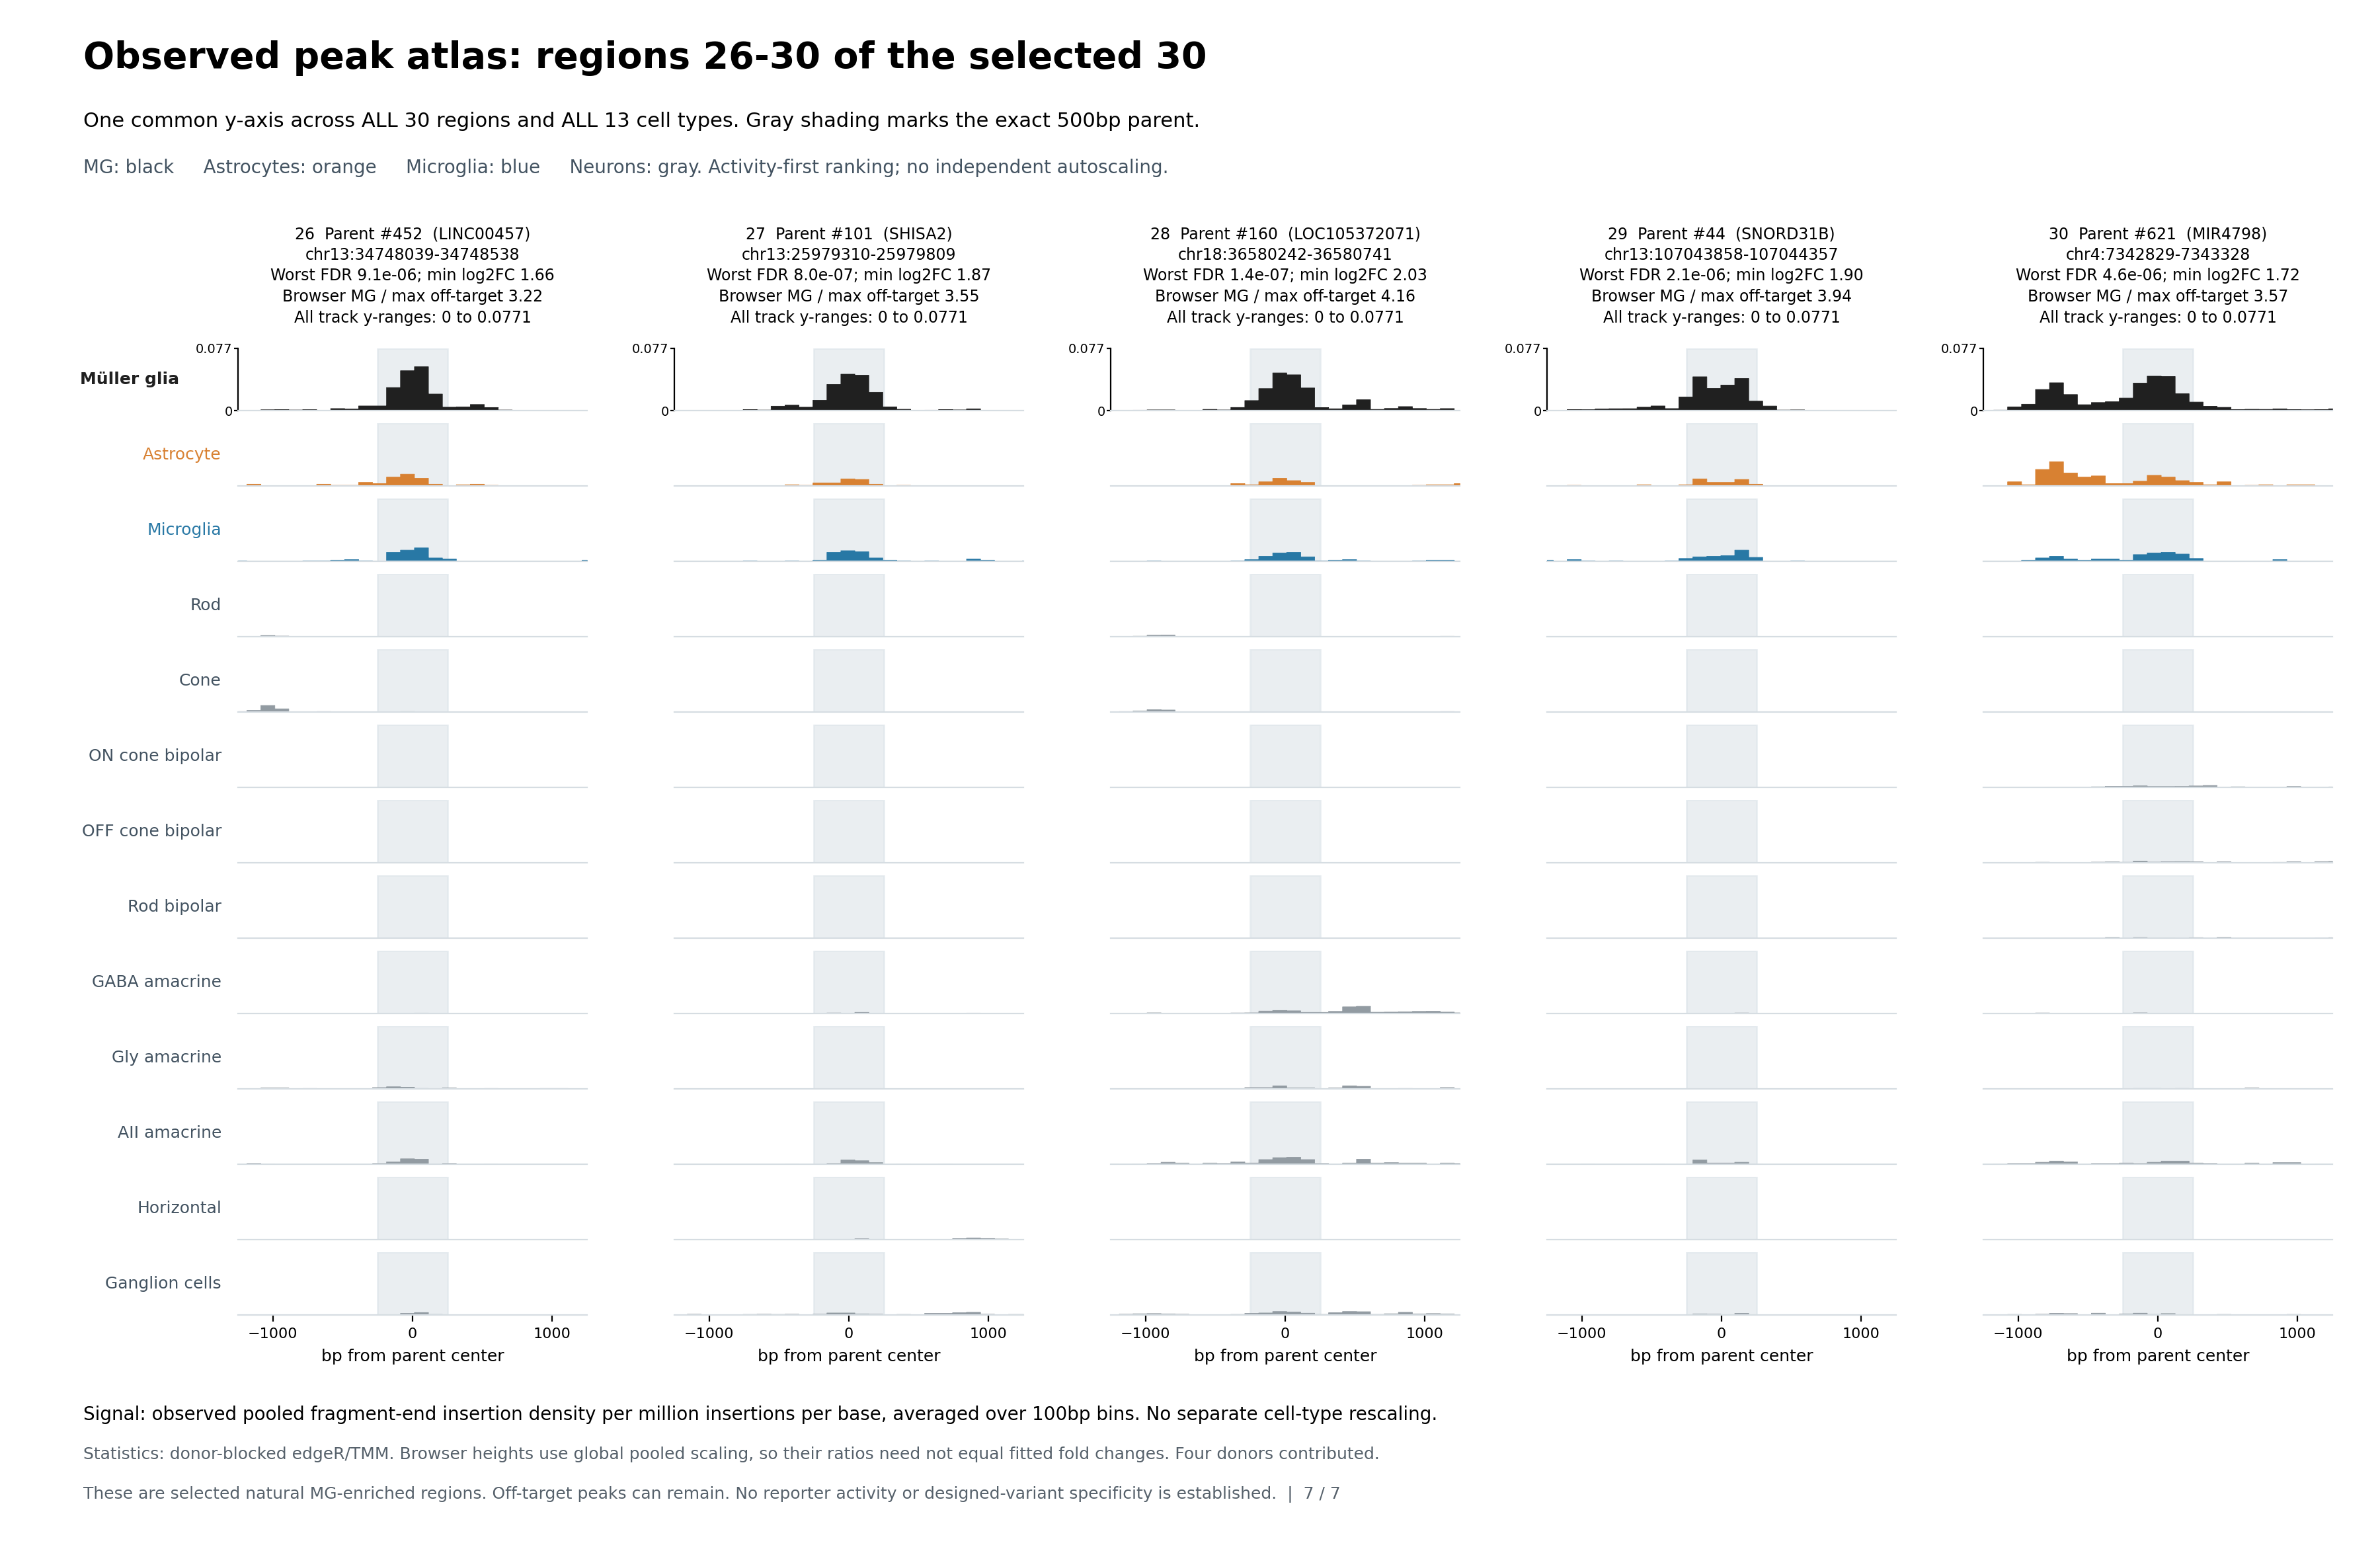 Observed peak atlas: regions 26-30 of the selected 30
One common y-axis across ALL 30 regions and ALL 13 cell types. Gray shading marks the exact 500bp parent.
MG: black Astrocytes: orange Microglia: blue Neurons: gray. Activity-first ranking; no independent autoscaling.
26 Parent #452 (LINC00457)
chr13:34748039-34748538
Worst FDR 9.1e-06; min log2FC 1.66
Browser MG / max off-target 3.22
All track y-ranges: 0 to 0.0771
27 Parent #101 (SHISA2)
chr13:25979310-25979809
Worst FDR 8.0e-07; min log2FC 1.87
Browser MG / max off-target 3.55
All track y-ranges: 0 to 0.0771
28 Parent #160 (LOC105372071)
chr18:36580242-36580741
Worst FDR 1.4e-07; min log2FC 2.03
Browser MG / max off-target 4.16
All track y-ranges: 0 to 0.0771
29 Parent #44 (SNORD31B)
chr13:107043858-107044357
Worst FDR 2.1e-06; min log2FC 1.90
Browser MG / max off-target 3.94
All track y-ranges: 0 to 0.0771
30 Parent #621 (MIR4798)
chr4:7342829-7343328
Worst FDR 4.6e-06; min log2FC 1.72
Browser MG / max off-target 3.57
All track y-ranges: 0 to 0.0771
0.077 0.077 0.077 0.077 0.077
Müller glia
0 0 0 0 0
Astrocyte
Microglia
Rod
Cone
ON cone bipolar
OFF cone bipolar
Rod bipolar
GABA amacrine
Gly amacrine
AII amacrine
Horizontal
Ganglion cells
−1000 0 1000 −1000 0 1000 −1000 0 1000 −1000 0 1000 −1000 0 1000
bp from parent center bp from parent center bp from parent center bp from parent center bp from parent center
Signal: observed pooled fragment-end insertion density per million insertions per base, averaged over 100bp bins. No separate cell-type rescaling.
Statistics: donor-blocked edgeR/TMM. Browser heights use global pooled scaling, so their ratios need not equal fitted fold changes. Four donors contributed.
These are selected natural MG-enriched regions. Off-target peaks can remain. No reporter activity or designed-variant specificity is established. | 7 / 7